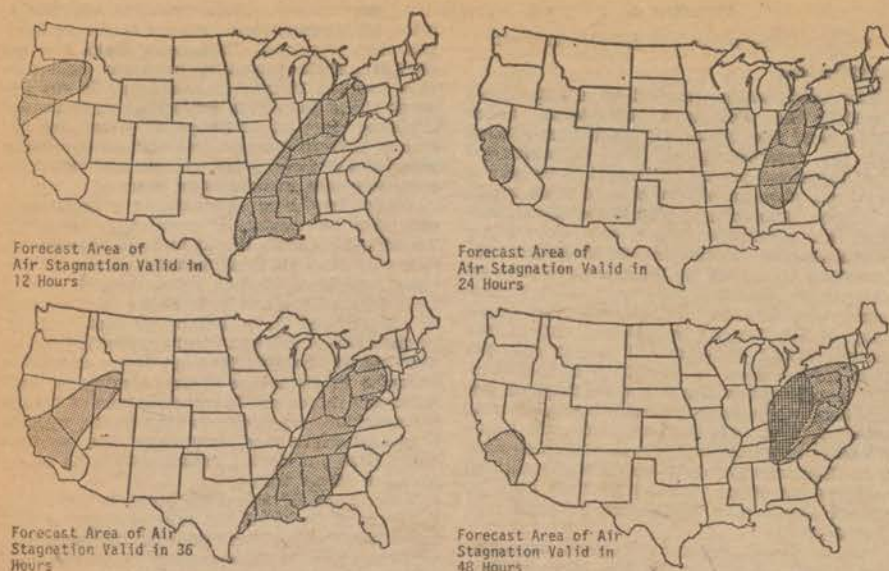 Forecast Area of
Air Stagnation Valid in
12 Hours
Forecast Area of
Air Stagnation Valid in
24 Hours
Forecast Area of Air
Stagnation Valid in 36
Hours
Forecast Area of Air
Stagnation Valid in
48 Hours